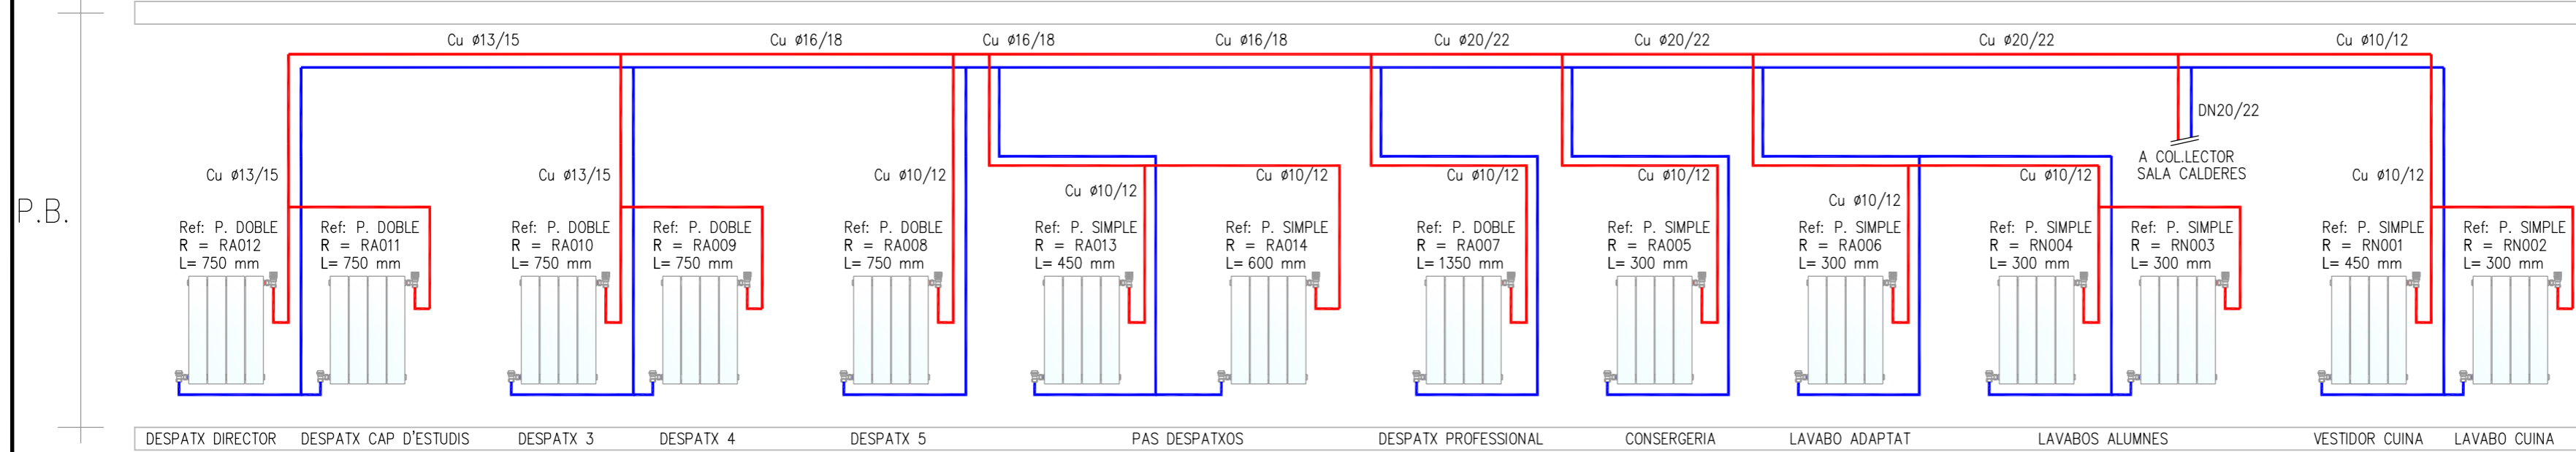 Cu ø13/15
Cu ø16/18
Cu ø16/18
Cu ø16/18
Cu ø20/22
Cu ø20/22
Cu ø20/22
Cu ø10/12
DN20/22
A COL.LECTOR
SALA CALDERES
Cu ø13/15
Cu ø13/15
Cu ø10/12
Cu ø10/12
Cu ø10/12
Cu ø10/12
Cu ø10/12
Cu ø10/12
Cu ø10/12
Cu ø10/12
P.B.
Ref: P. DOBLE
R = RA012
L= 750 mm
Ref: P. DOBLE
R = RA011
L= 750 mm
Ref: P. DOBLE
R = RA010
L= 750 mm
Ref: P. DOBLE
R = RA009
L= 750 mm
Ref: P. DOBLE
R = RA008
L= 750 mm
Ref: P. SIMPLE
R = RA013
L= 450 mm
Ref: P. SIMPLE
R = RA014
L= 600 mm
Ref: P. DOBLE
R = RA007
L= 1350 mm
Ref: P. SIMPLE
R = RA005
L= 300 mm
Ref: P. SIMPLE
R = RA006
L= 300 mm
Ref: P. SIMPLE
R = RN004
L= 300 mm
Ref: P. SIMPLE
R = RN003
L= 300 mm
Ref: P. SIMPLE
R = RN001
L= 450 mm
Ref: P. SIMPLE
R = RN002
L= 300 mm
DESPATX DIRECTOR
DESPATX CAP D'ESTUDIS
DESPATX 3
DESPATX 4
DESPATX 5
PAS DESPATXOS
DESPATX PROFESSIONAL
CONSERGERIA
LAVABO ADAPTAT
LAVABOS ALUMNES
VESTIDOR CUINA
LAVABO CUINA